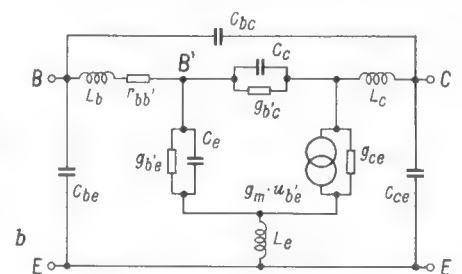 C_bc
B
B'
C_c
C
L_b
r_bb'
g_b'c
L_c
C_be
g_b'e
C_e
g_m · u_b'e
g_ce
C_ce
b
E
L_e
E